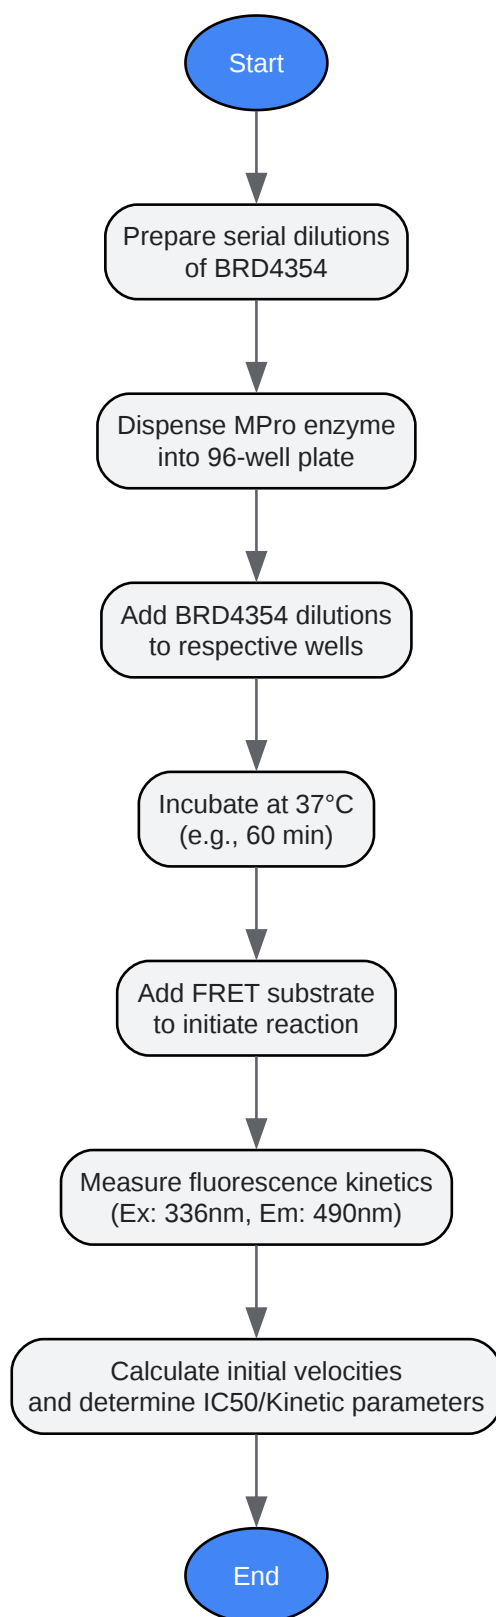 Start
Prepare serial dilutions
of BRD4354
Dispense MPro enzyme
into 96-well plate
Add BRD4354 dilutions
to respective wells
Incubate at 37°C
(e.g., 60 min)
Add FRET substrate
to initiate reaction
Measure fluorescence kinetics
(Ex: 336nm, Em: 490nm)
Calculate initial velocities
and determine IC50/Kinetic parameters
End